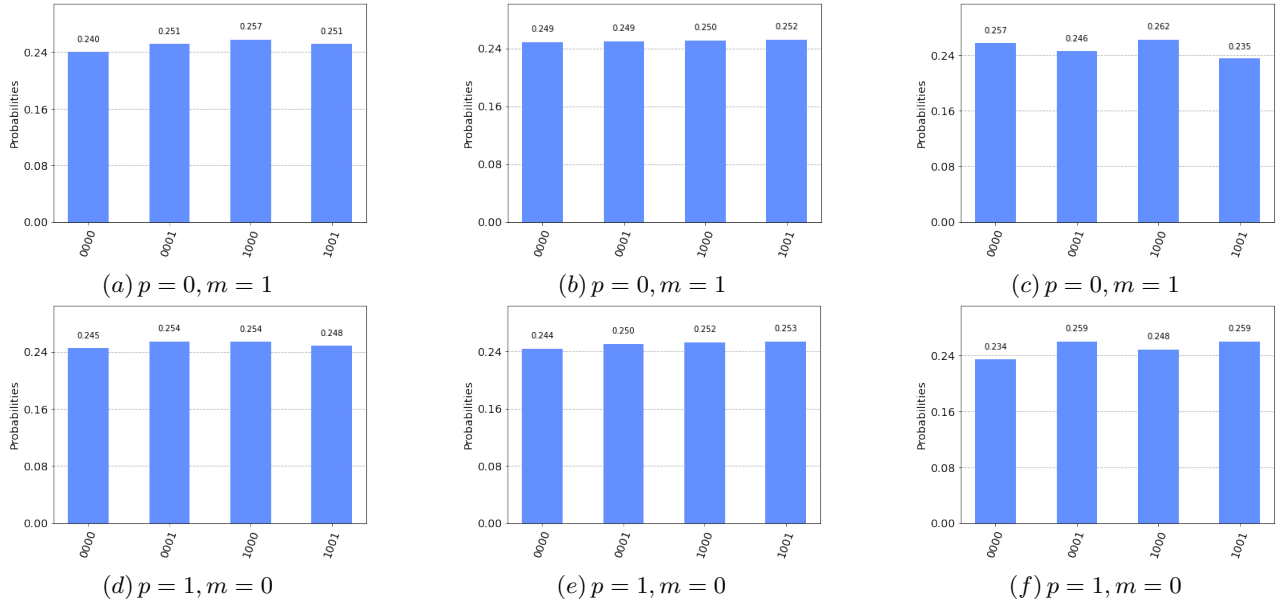 0.240 0.251 0.257 0.251
Probabilities
0.24
0.16
0.08
0.00
0000 0001 1000 1001
(a) p = 0, m = 1
0.249 0.249 0.250 0.252
Probabilities
0.24
0.16
0.08
0.00
0000 0001 1000 1001
(b) p = 0, m = 1
0.257 0.246 0.262 0.235
Probabilities
0.24
0.16
0.08
0.00
0000 0001 1000 1001
(c) p = 0, m = 1
0.245 0.254 0.254 0.248
Probabilities
0.24
0.16
0.08
0.00
0000 0001 1000 1001
(d) p = 1, m = 0
0.244 0.250 0.252 0.253
Probabilities
0.24
0.16
0.08
0.00
0000 0001 1000 1001
(e) p = 1, m = 0
0.234 0.259 0.248 0.259
Probabilities
0.24
0.16
0.08
0.00
0000 0001 1000 1001
(f) p = 1, m = 0